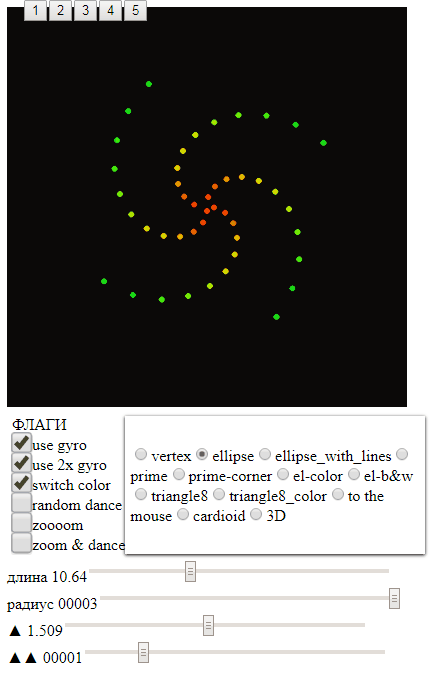 1 2 3 4 5
ФЛАГИ
use gyro
use 2x gyro
switch color
random dance
zoooom
zoom & dance
vertex ellipse ellipse_with_lines
prime prime-corner el-color el-b&w
triangle8 triangle8_color to the
mouse cardioid 3D
длина 10.64
радиус 00003
▲ 1.509
▲▲ 00001